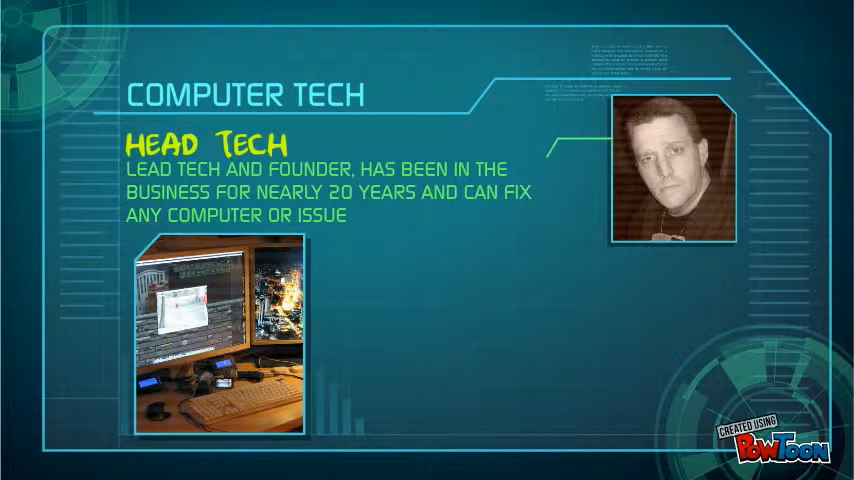 COMPUTER TECH
HEAD TECH
LEAD TECH AND FOUNDER, HAS BEEN IN THE
BUSINESS FOR NEARLY 20 YEARS AND CAN FIX
ANY COMPUTER OR ISSUE
CREATED USING
POWTOON